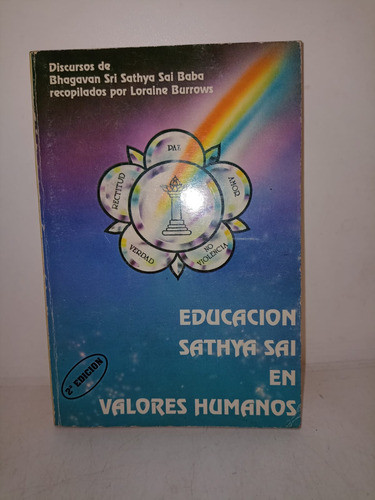 Discursos de
Bhagavan Sri Sathya Sai Baba
recopilados por Loraine Burrows
PAZ
RECTITUD
AMOR
VERDAD
NO
VIOLENCIA
EDUCACION
SATHYA SAI
EN
VALORES HUMANOS
2ª EDICION